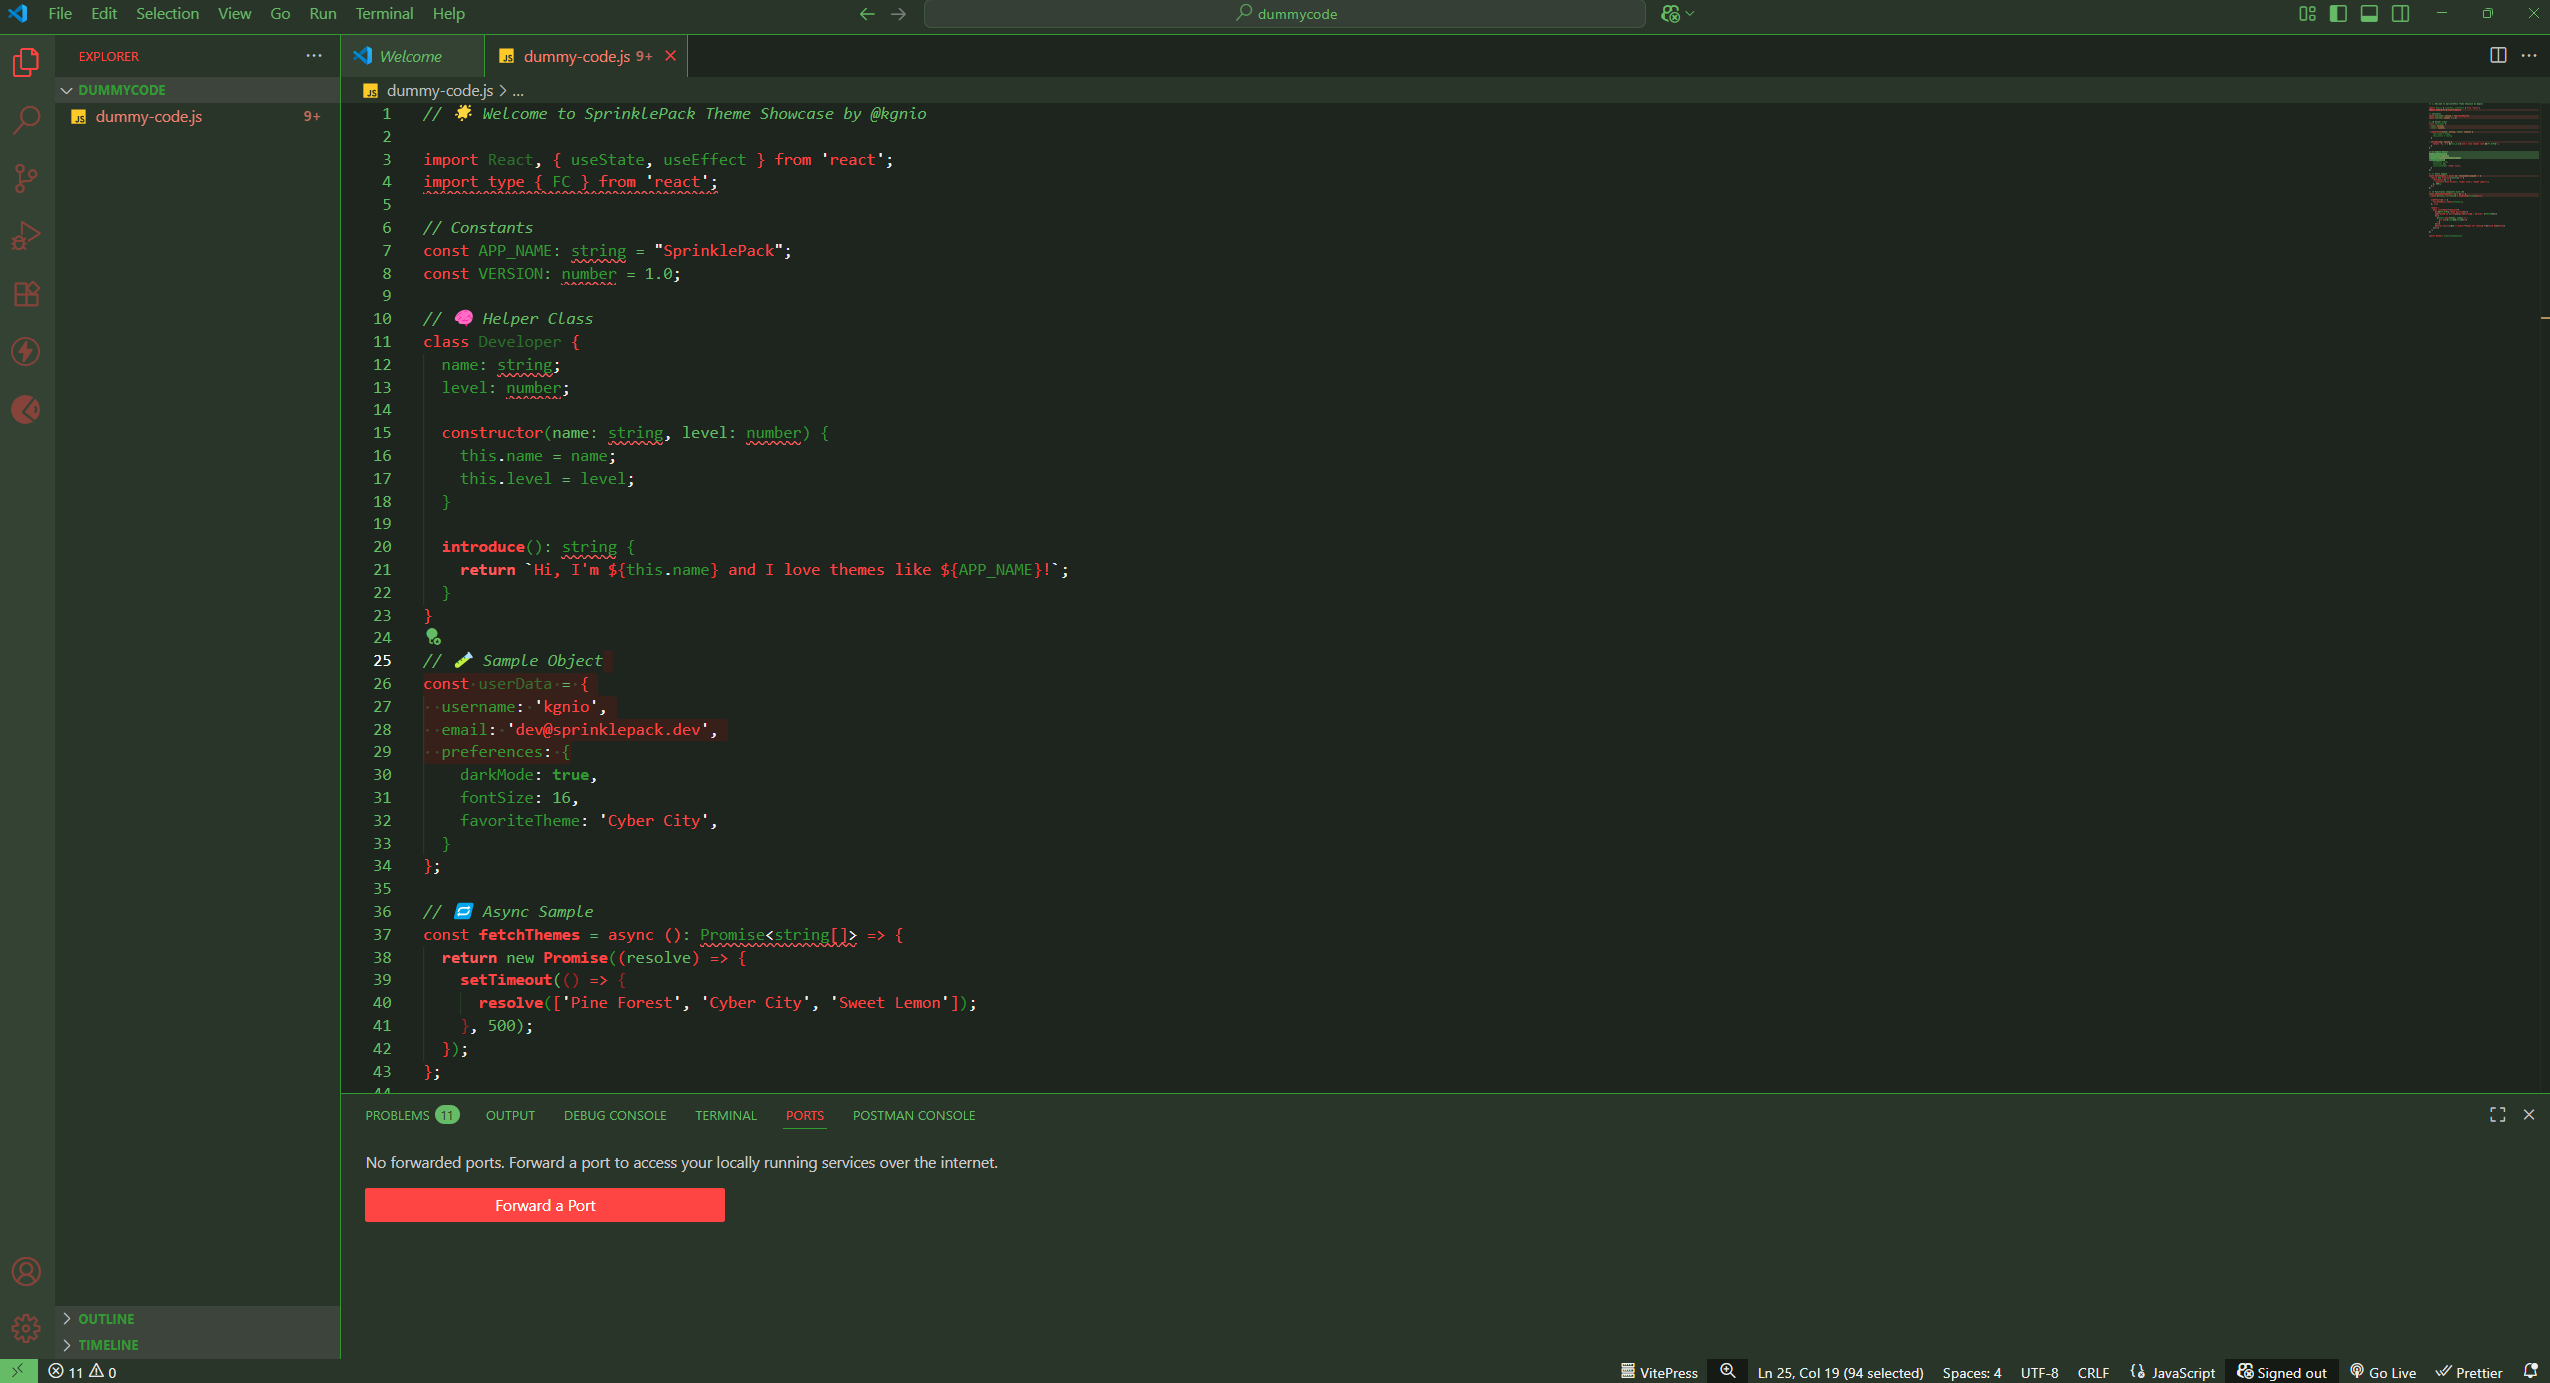 File Edit Selection View Go Run Terminal Help
dummycode
EXPLORER
Welcome
dummy-code.js 9+
DUMMYCODE
dummy-code.js 9+
dummy-code.js > ...
1 // 🌟 Welcome to SprinklePack Theme Showcase by @kgnio
2
3 import React, { useState, useEffect } from 'react';
4 import type { FC } from 'react';
5
6 // Constants
7 const APP_NAME: string = "SprinklePack";
8 const VERSION: number = 1.0;
9
10 // 🧠 Helper Class
11 class Developer {
12 name: string;
13 level: number;
14
15 constructor(name: string, level: number) {
16 this.name = name;
17 this.level = level;
18 }
19
20 introduce(): string {
21 return `Hi, I'm ${this.name} and I love themes like ${APP_NAME}!`;
22 }
23 }
24
25 // 🧪 Sample Object
26 const userData = {
27 username: 'kgnio',
28 email: 'dev@sprinklepack.dev',
29 preferences: {
30 darkMode: true,
31 fontSize: 16,
32 favoriteTheme: 'Cyber City',
33 }
34 };
35
36 // 🔁 Async Sample
37 const fetchThemes = async (): Promise<string[]> => {
38 return new Promise((resolve) => {
39 setTimeout(() => {
40 resolve(['Pine Forest', 'Cyber City', 'Sweet Lemon']);
41 }, 500);
42 });
43 };
44
PROBLEMS 11 OUTPUT DEBUG CONSOLE TERMINAL PORTS POSTMAN CONSOLE
No forwarded ports. Forward a port to access your locally running services over the internet.
Forward a Port
OUTLINE
TIMELINE
11 0 VitePress Ln 25, Col 19 (94 selected) Spaces: 4 UTF-8 CRLF JavaScript Signed out Go Live Prettier